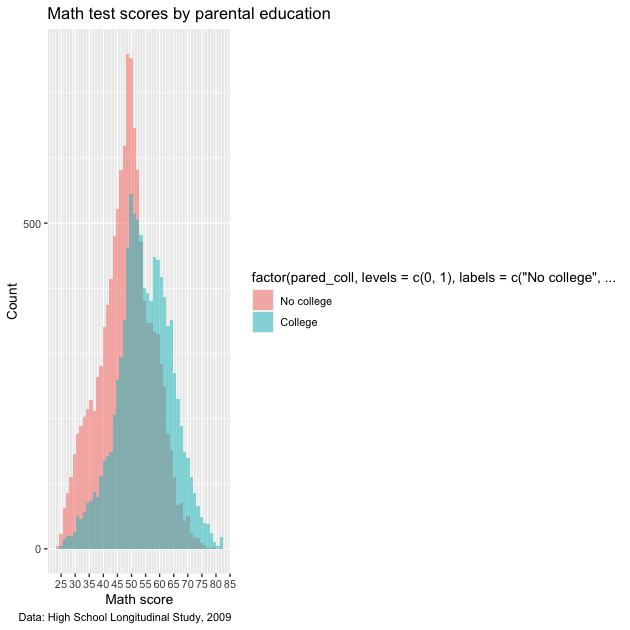 Math test scores by parental education
500
0
Count
25 30 35 40 45 50 55 60 65 70 75 80 85
Math score
Data: High School Longitudinal Study, 2009
factor(pared_coll, levels = c(0, 1), labels = c("No college", ...
No college
College